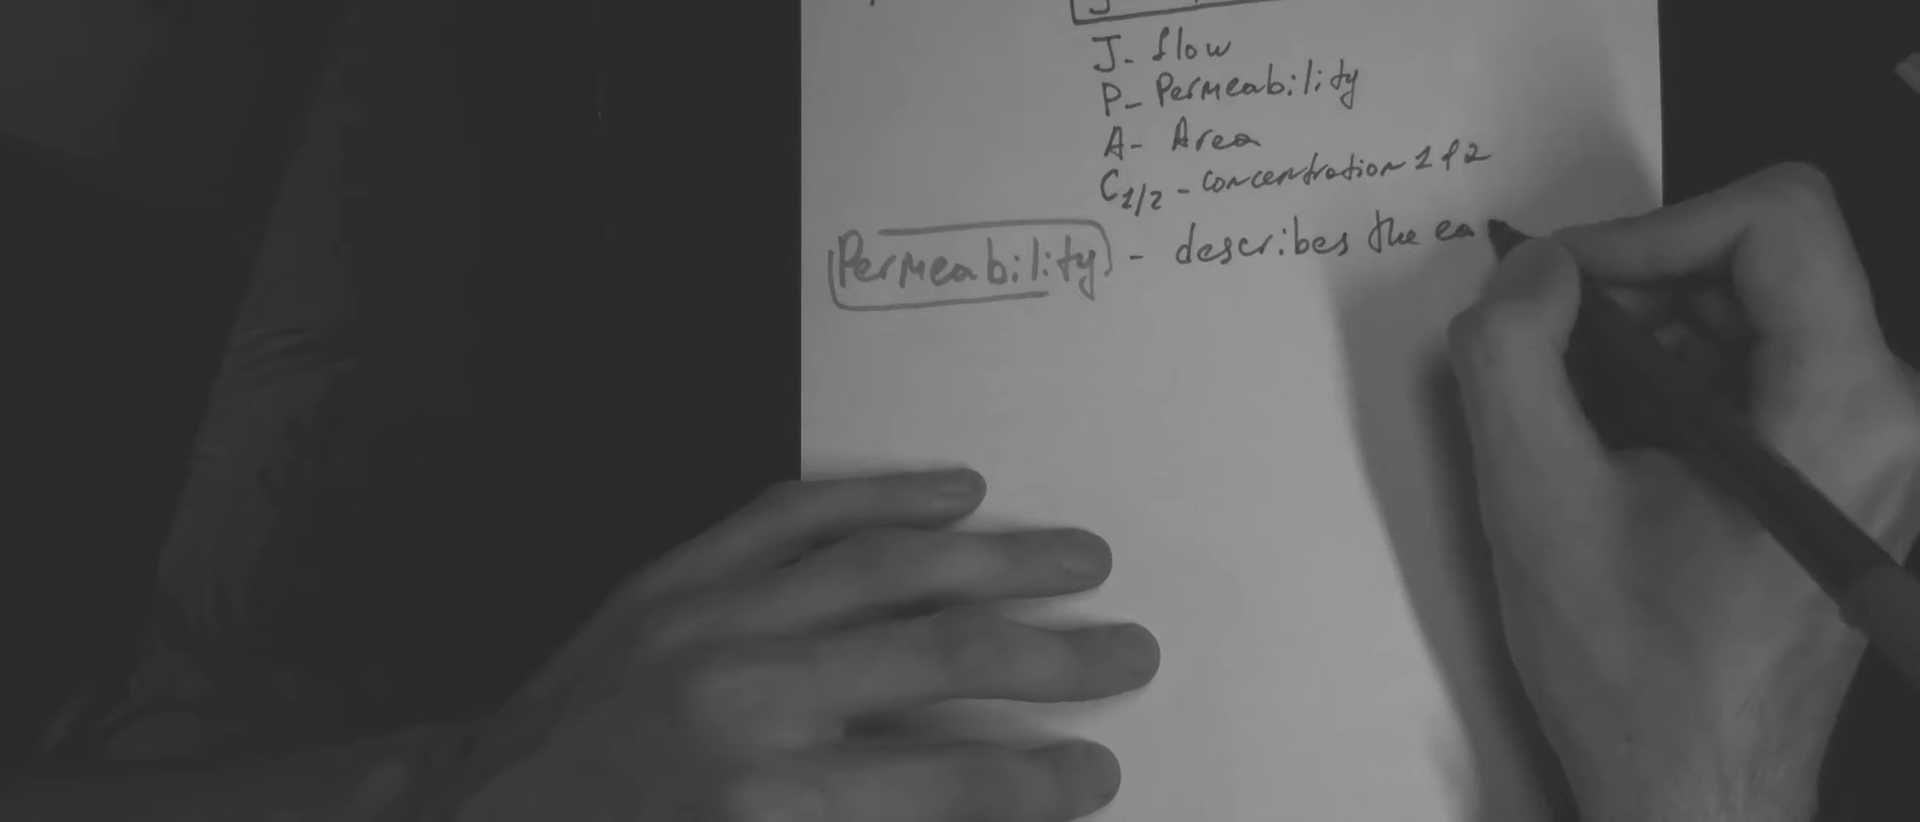 J
J - flow
P - Permeability
A - Area
C1/2 - concentration 1 & 2
Permeability - describes the ea